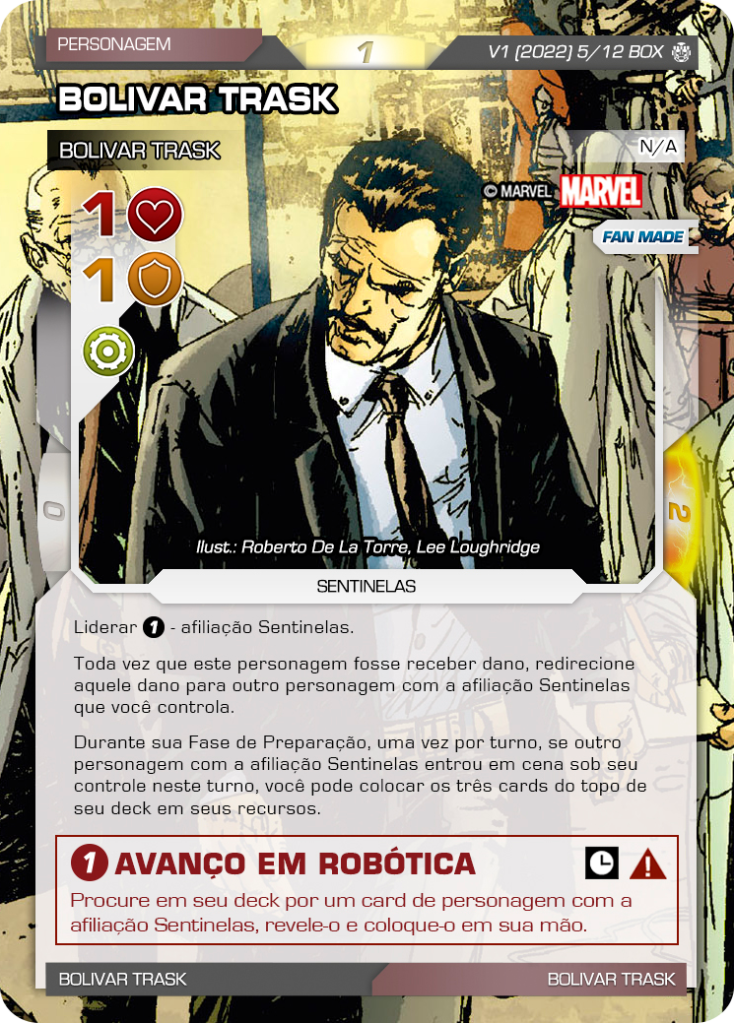 PERSONAGEM
1
V1 (2022) 5/12 BOX
BOLIVAR TRASK
BOLIVAR TRASK
N/A
© MARVEL MARVEL
1
FAN MADE
1
0
2
Ilust.: Roberto De La Torre, Lee Loughridge
SENTINELAS
Liderar 1 - afiliação Sentinelas.
Toda vez que este personagem fosse receber dano, redirecione
aquele dano para outro personagem com a afiliação Sentinelas
que você controla.
Durante sua Fase de Preparação, uma vez por turno, se outro
personagem com a afiliação Sentinelas entrou em cena sob seu
controle neste turno, você pode colocar os três cards do topo de
seu deck em seus recursos.
1 AVANÇO EM ROBÓTICA
Procure em seu deck por um card de personagem com a
afiliação Sentinelas, revele-o e coloque-o em sua mão.
BOLIVAR TRASK
BOLIVAR TRASK